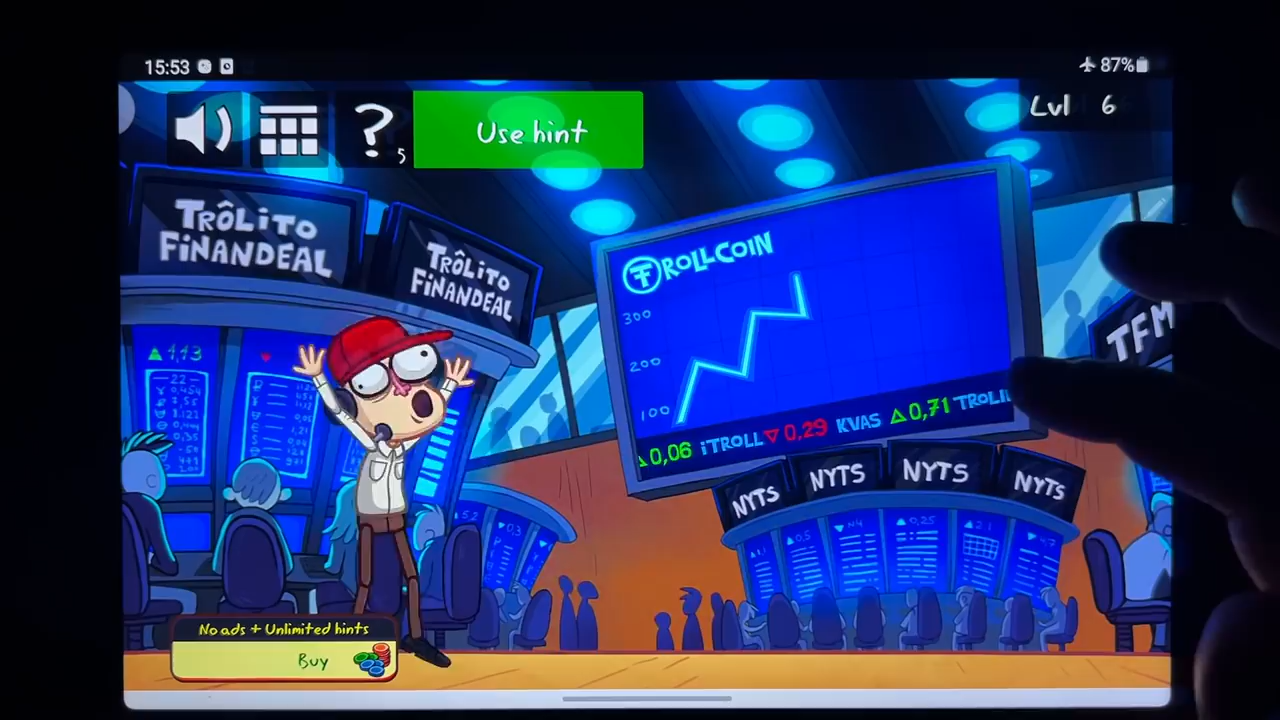 15:53
87%
Use hint
5
Lvl 6
TRÔLiTO
FiNANDEAL
TRÔLiTO
FiNANDEAL
ROLLCOIN
300
200
100
0,06 iTROLL 0,29 KVAS 0,71 TROLI
TFM
1,13
NYTS
NYTS
NYTS
NYTS
No ads + Unlimited hints
Buy